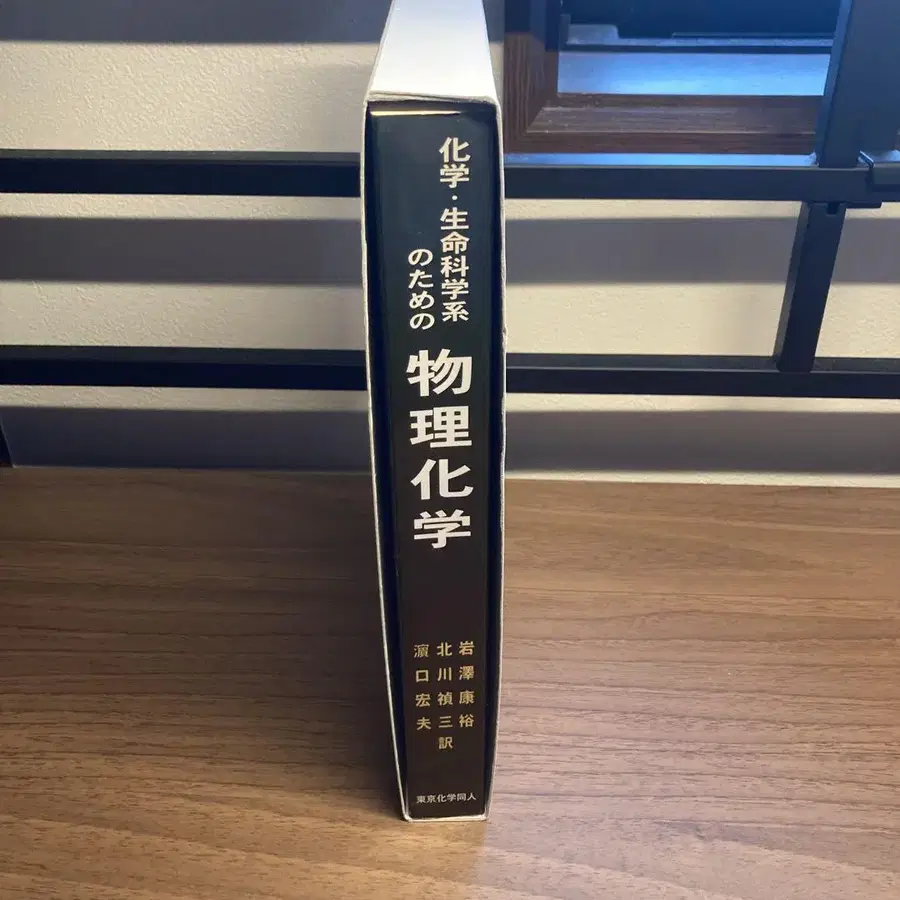 化学・生命科学系
のための
物理化学
岩澤康裕
北川禎三訳
濵口宏夫
東京化学同人